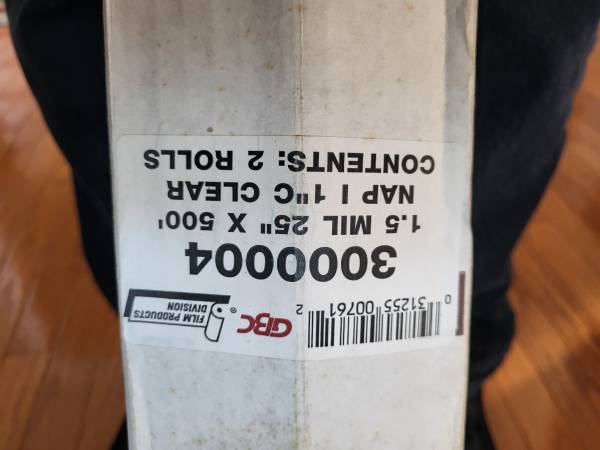 GBC®
FILM PRODUCTS
DIVISION
0 31255 00761 2
3000004
1.5 MIL 25" X 500'
NAP I 1"C CLEAR
CONTENTS: 2 ROLLS